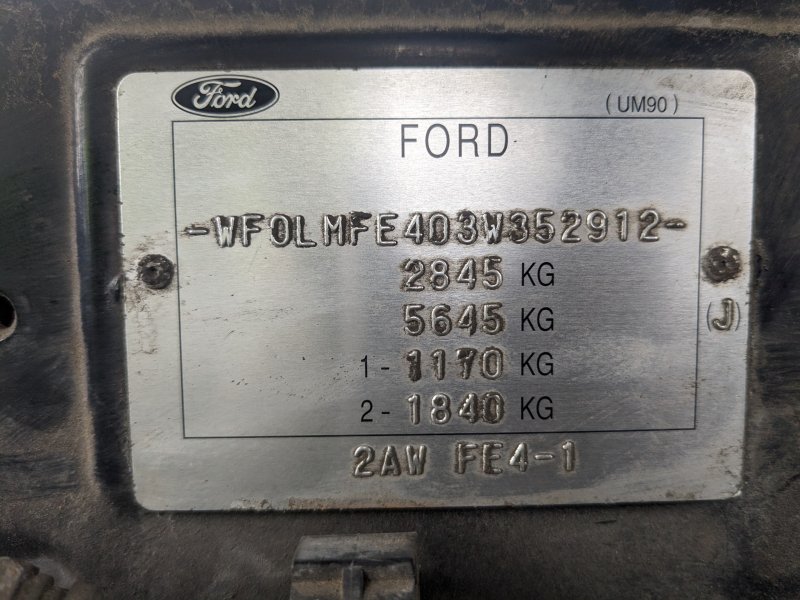 Ford
(UM90)
FORD
-WF0LMFE403W352912-
2845 KG
5645 KG
(J)
1- 1170 KG
2- 1840 KG
2AW FE4-1